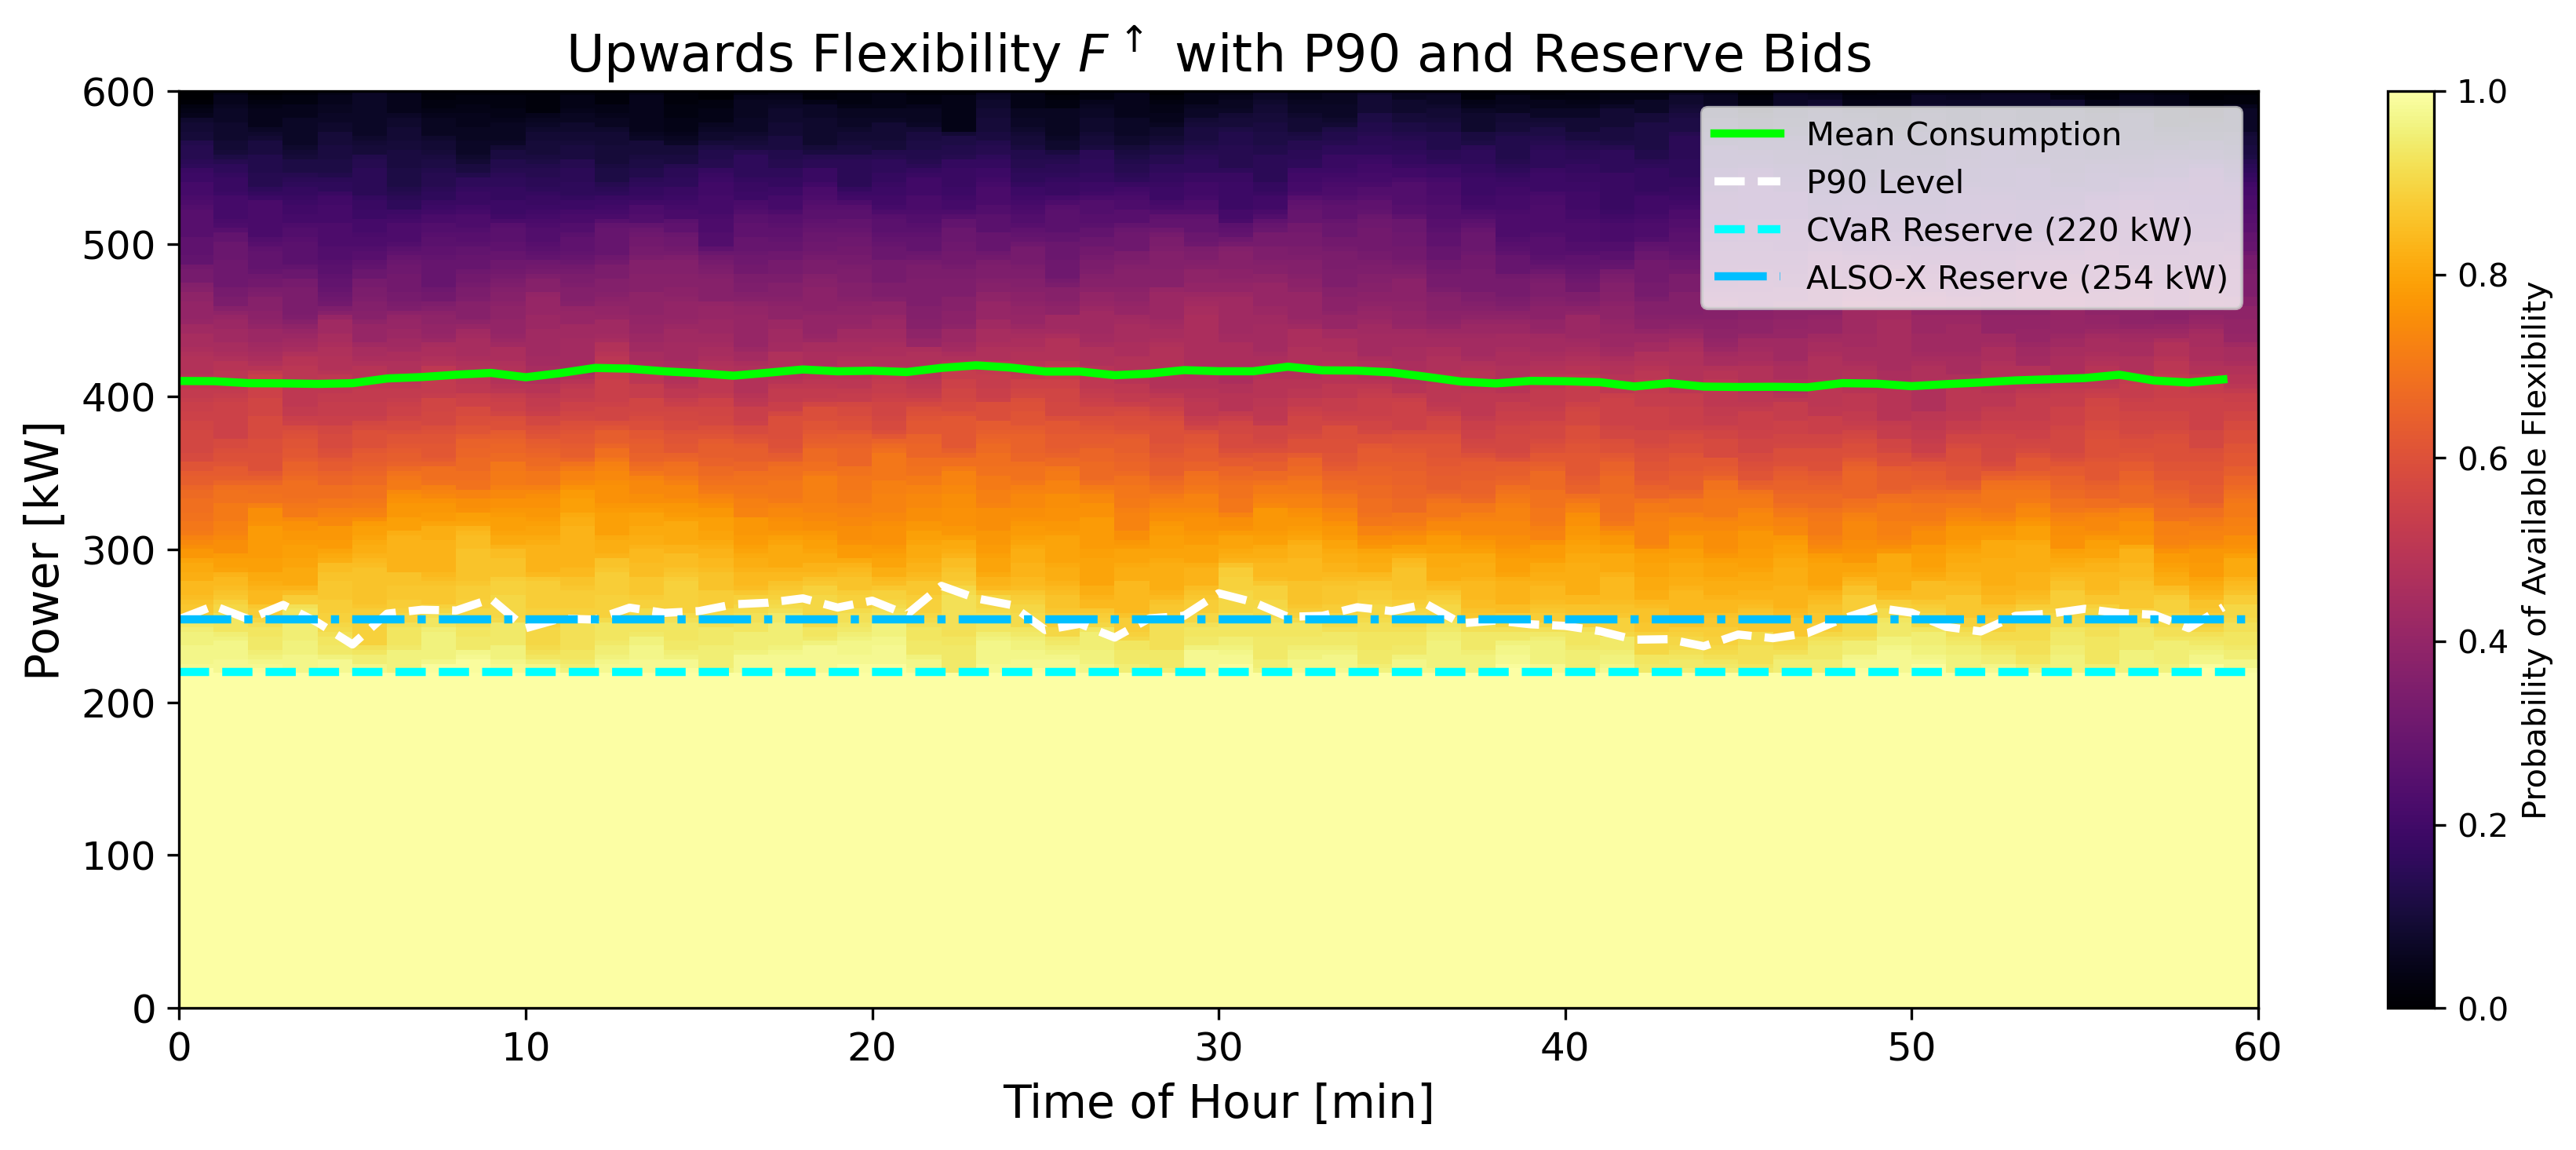 Upwards Flexibility F↑ with P90 and Reserve Bids
Power [kW]
600
500
400
300
200
100
0
0 10 20 30 40 50 60
Time of Hour [min]
Mean Consumption
P90 Level
CVaR Reserve (220 kW)
ALSO-X Reserve (254 kW)
1.0
0.8
0.6
0.4
0.2
0.0
Probability of Available Flexibility